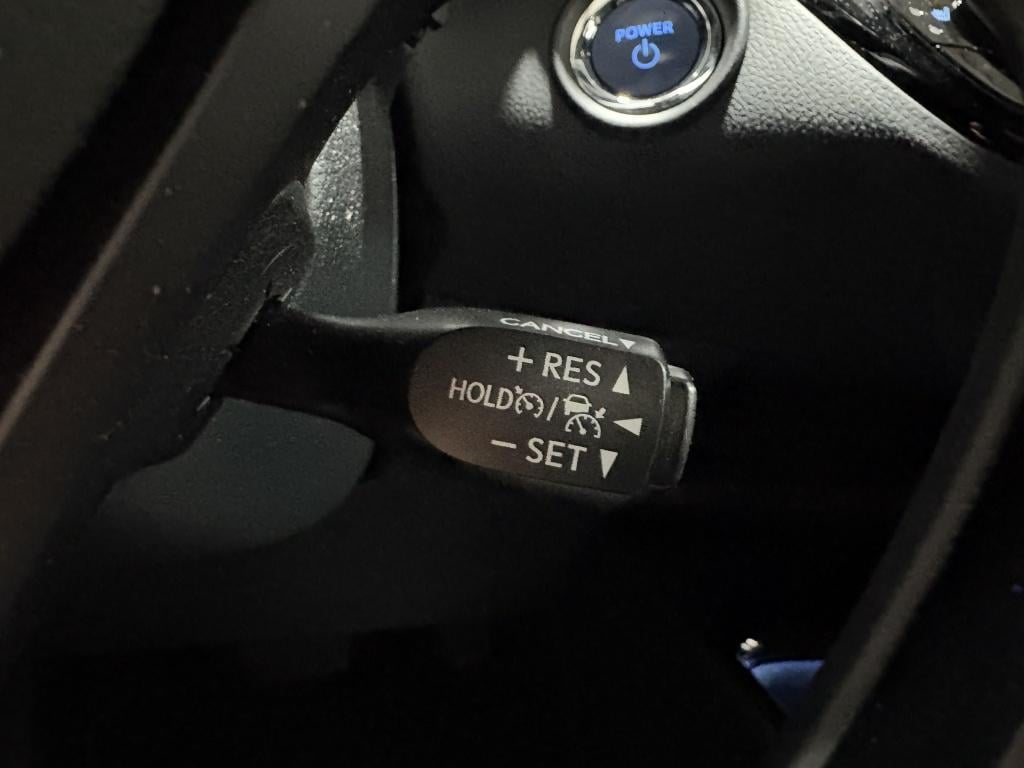 POWER
CANCEL▼
+ RES ▲
HOLD / ◀
− SET ▼